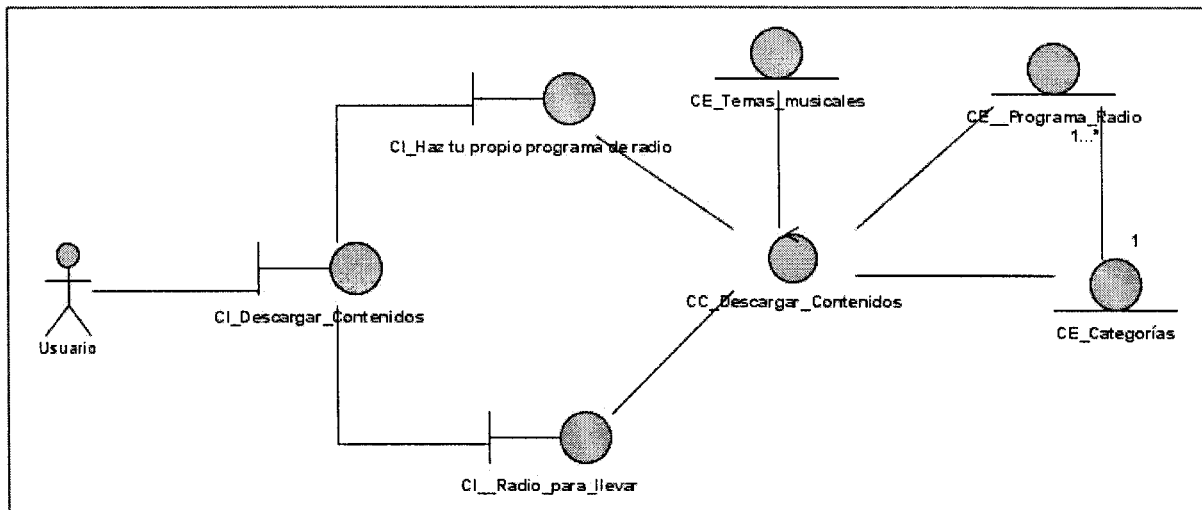 CE_Temas_musicales
CE__Programa_Radio
1...*
CI_Haz tu propio programa de radio
1
CI_Descargar_Contenidos
CC_Descargar_Contenidos
Usuario
CE_Categorías
CI__Radio_para_llevar